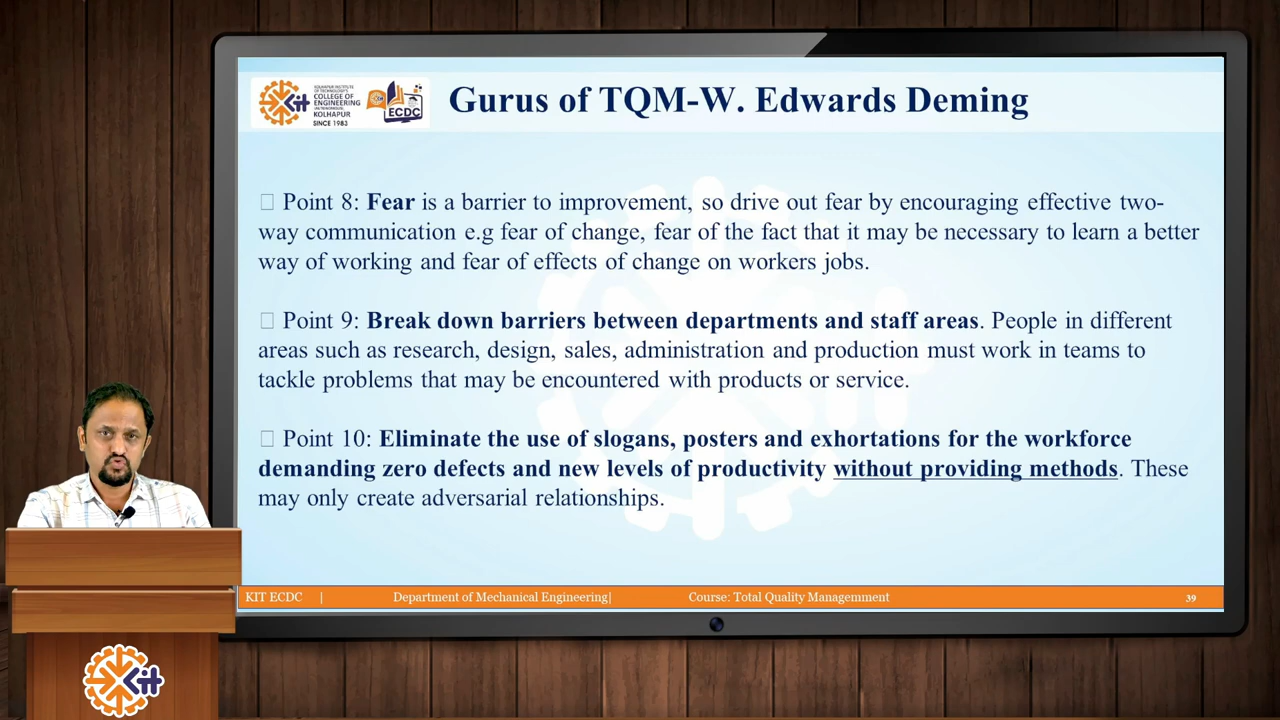 KOLHAPUR INSTITUTE
OF TECHNOLOGY'S
COLLEGE OF
ENGINEERING
KOLHAPUR
SINCE 1983
Kit
ECDC
Gurus of TQM-W. Edwards Deming
Point 8: Fear is a barrier to improvement, so drive out fear by encouraging effective two-
way communication e.g fear of change, fear of the fact that it may be necessary to learn a better
way of working and fear of effects of change on workers jobs.
Point 9: Break down barriers between departments and staff areas. People in different
areas such as research, design, sales, administration and production must work in teams to
tackle problems that may be encountered with products or service.
Point 10: Eliminate the use of slogans, posters and exhortations for the workforce
demanding zero defects and new levels of productivity without providing methods. These
may only create adversarial relationships.
KIT ECDC | Department of Mechanical Engineering| Course: Total Quality Managemment 39
Kit